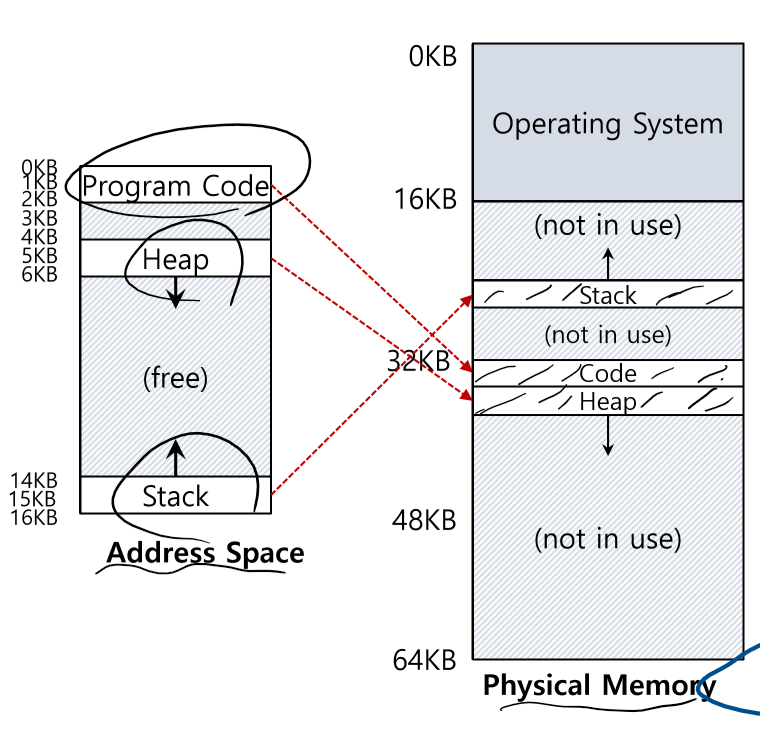 0KB
1KB
2KB
3KB
4KB
5KB
6KB
Program Code
Heap
(free)
14KB
15KB
16KB
Stack
Address Space
0KB
Operating System
16KB
(not in use)
Stack
(not in use)
32KB
Code
Heap
48KB
(not in use)
64KB
Physical Memory